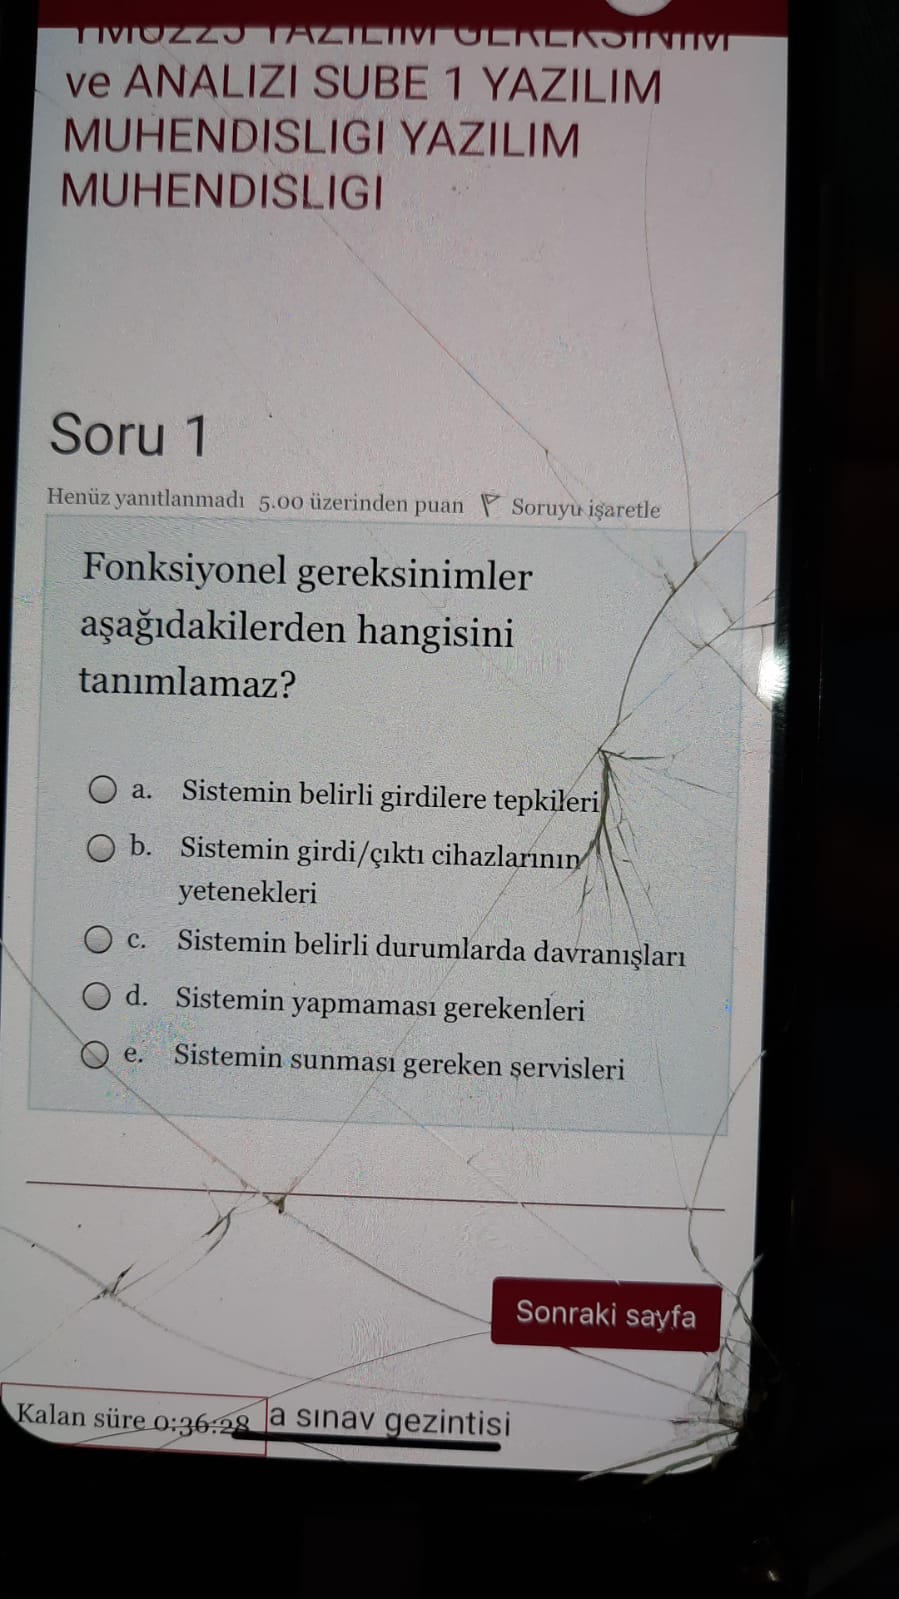 YAZILIM GEREKSINIMI
ve ANALIZI SUBE 1 YAZILIM
MUHENDISLIGI YAZILIM
MUHENDISLIGI
Soru 1
Henüz yanıtlanmadı 5.00 üzerinden puan Soruyu işaretle
Fonksiyonel gereksinimler
aşağıdakilerden hangisini
tanımlamaz?
a. Sistemin belirli girdilere tepkileri
b. Sistemin girdi/çıktı cihazlarının
yetenekleri
c. Sistemin belirli durumlarda davranışları
d. Sistemin yapmaması gerekenleri
e. Sistemin sunması gereken servisleri
Sonraki sayfa
Kalan süre 0:36:28 a sınav gezintisi